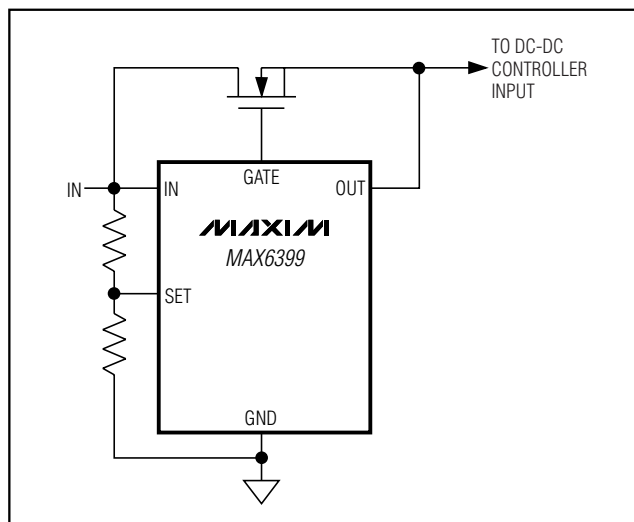 TO DC-DC
CONTROLLER
INPUT
GATE
IN
IN
OUT
MAXIM
MAX6399
SET
GND